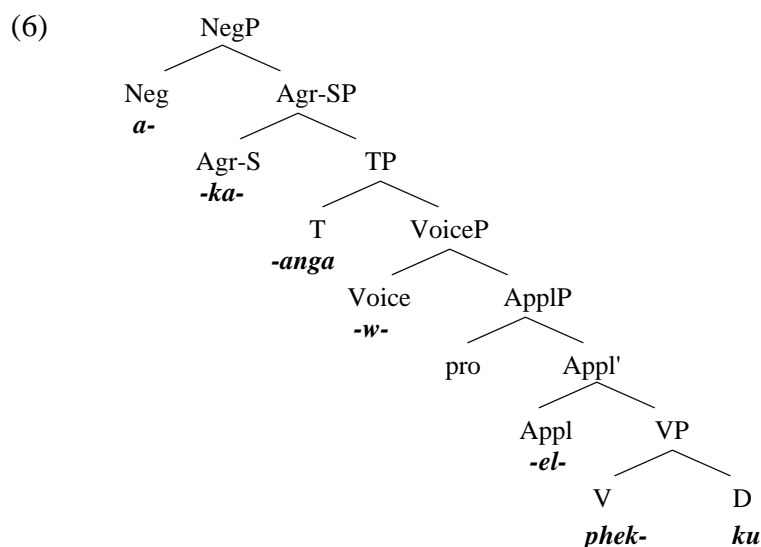 (6)
NegP
Neg Agr-SP
a-
Agr-S TP
-ka-
T VoiceP
-anga
Voice ApplP
-w-
pro Appl'
Appl VP
-el-
V D
phek- ku